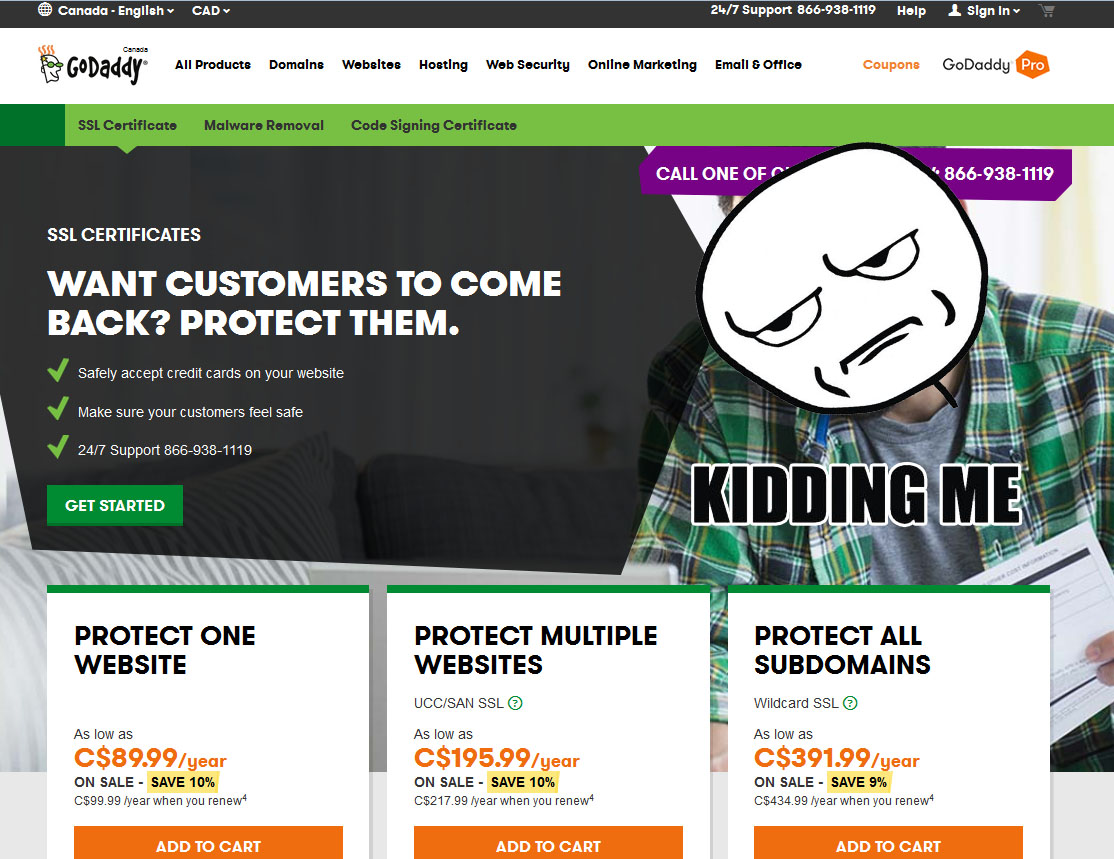 Canada - English
CAD
24/7 Support 866-938-1119
Help
Sign In
Canada
GoDaddy®
All Products
Domains
Websites
Hosting
Web Security
Online Marketing
Email & Office
Coupons
GoDaddy Pro
SSL Certificate
Malware Removal
Code Signing Certificate
CALL ONE OF 866-938-1119
SSL CERTIFICATES
WANT CUSTOMERS TO COME
BACK? PROTECT THEM.
Safely accept credit cards on your website
Make sure your customers feel safe
24/7 Support 866-938-1119
GET STARTED
KIDDING ME
OTHER COST INFORMATION
PROTECT ONE
WEBSITE
As low as
C$89.99/year
ON SALE - SAVE 10%
C$99.99 /year when you renew4
ADD TO CART
PROTECT MULTIPLE
WEBSITES
UCC/SAN SSL ?
As low as
C$195.99/year
ON SALE - SAVE 10%
C$217.99 /year when you renew4
ADD TO CART
PROTECT ALL
SUBDOMAINS
Wildcard SSL ?
As low as
C$391.99/year
ON SALE - SAVE 9%
C$434.99 /year when you renew4
ADD TO CART